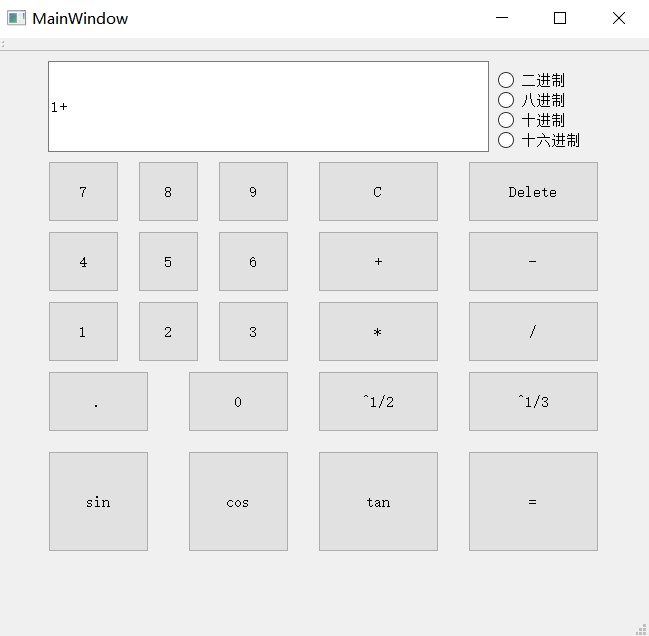 MainWindow
1+
二进制
八进制
十进制
十六进制
7 8 9 C Delete
4 5 6 + -
1 2 3 * /
. 0 ^1/2 ^1/3
sin cos tan =